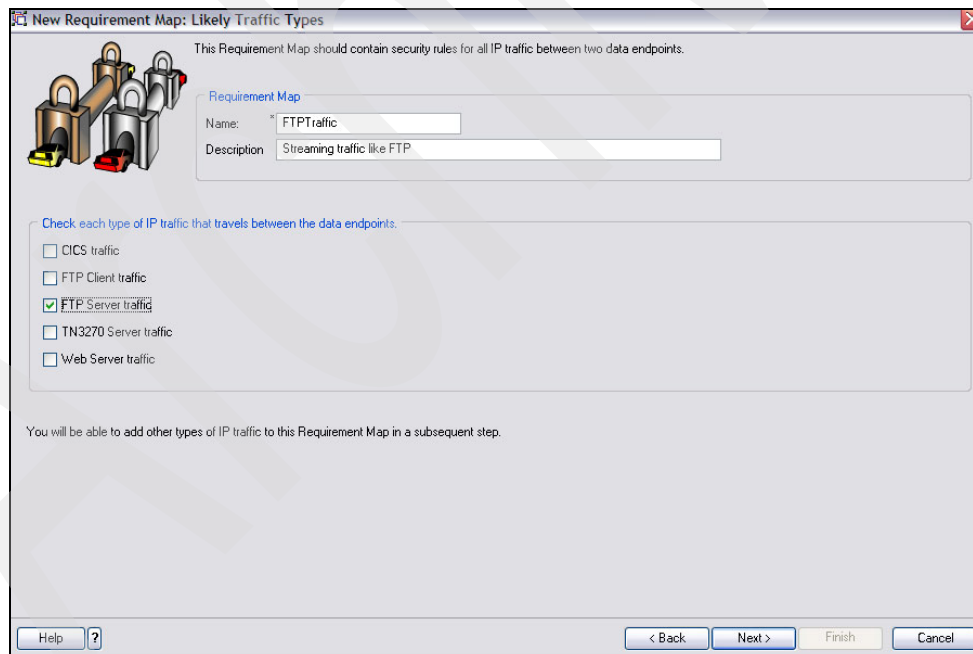 New Requirement Map: Likely Traffic Types
This Requirement Map should contain security rules for all IP traffic between two data endpoints.
Requirement Map
Name: * FTPTraffic
Description Streaming traffic like FTP
Check each type of IP traffic that travels between the data endpoints.
CICS traffic
FTP Client traffic
FTP Server traffic
TN3270 Server traffic
Web Server traffic
You will be able to add other types of IP traffic to this Requirement Map in a subsequent step.
Help ? < Back Next > Finish Cancel